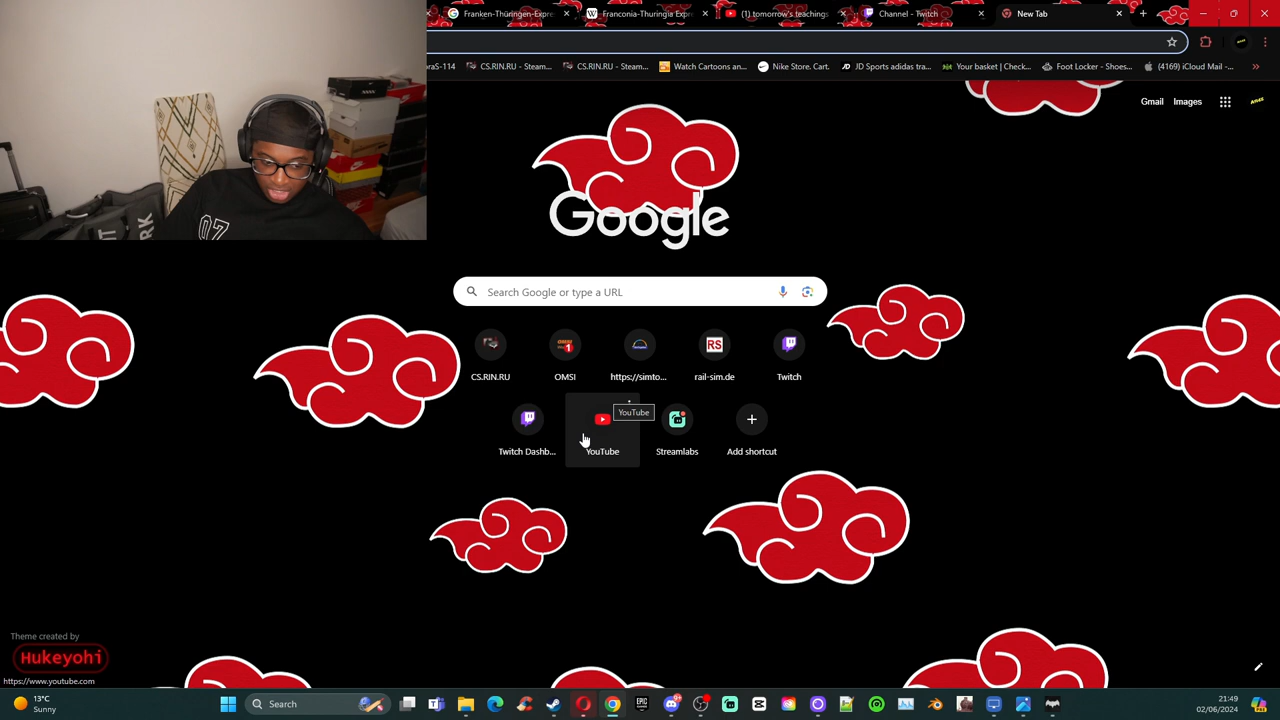 Franken-Thüringen-Expre
Franconia-Thuringia Expr
(1) tomorrow's teachings
Channel - Twitch
New Tab
oraS-114
CS.RIN.RU - Steam...
CS.RIN.RU - Steam...
Watch Cartoons an...
Nike Store. Cart.
JD Sports adidas tra...
Your basket | Check...
Foot Locker - Shoes...
(4169) iCloud Mail -...
Gmail
Images
Google
Search Google or type a URL
CS.RIN.RU
OMSI
https://simto...
rail-sim.de
Twitch
YouTube
Twitch Dashb...
YouTube
Streamlabs
Add shortcut
07
Theme created by
Hukeyohi
https://www.youtube.com
13°C
Sunny
Search
21:49
02/06/2024